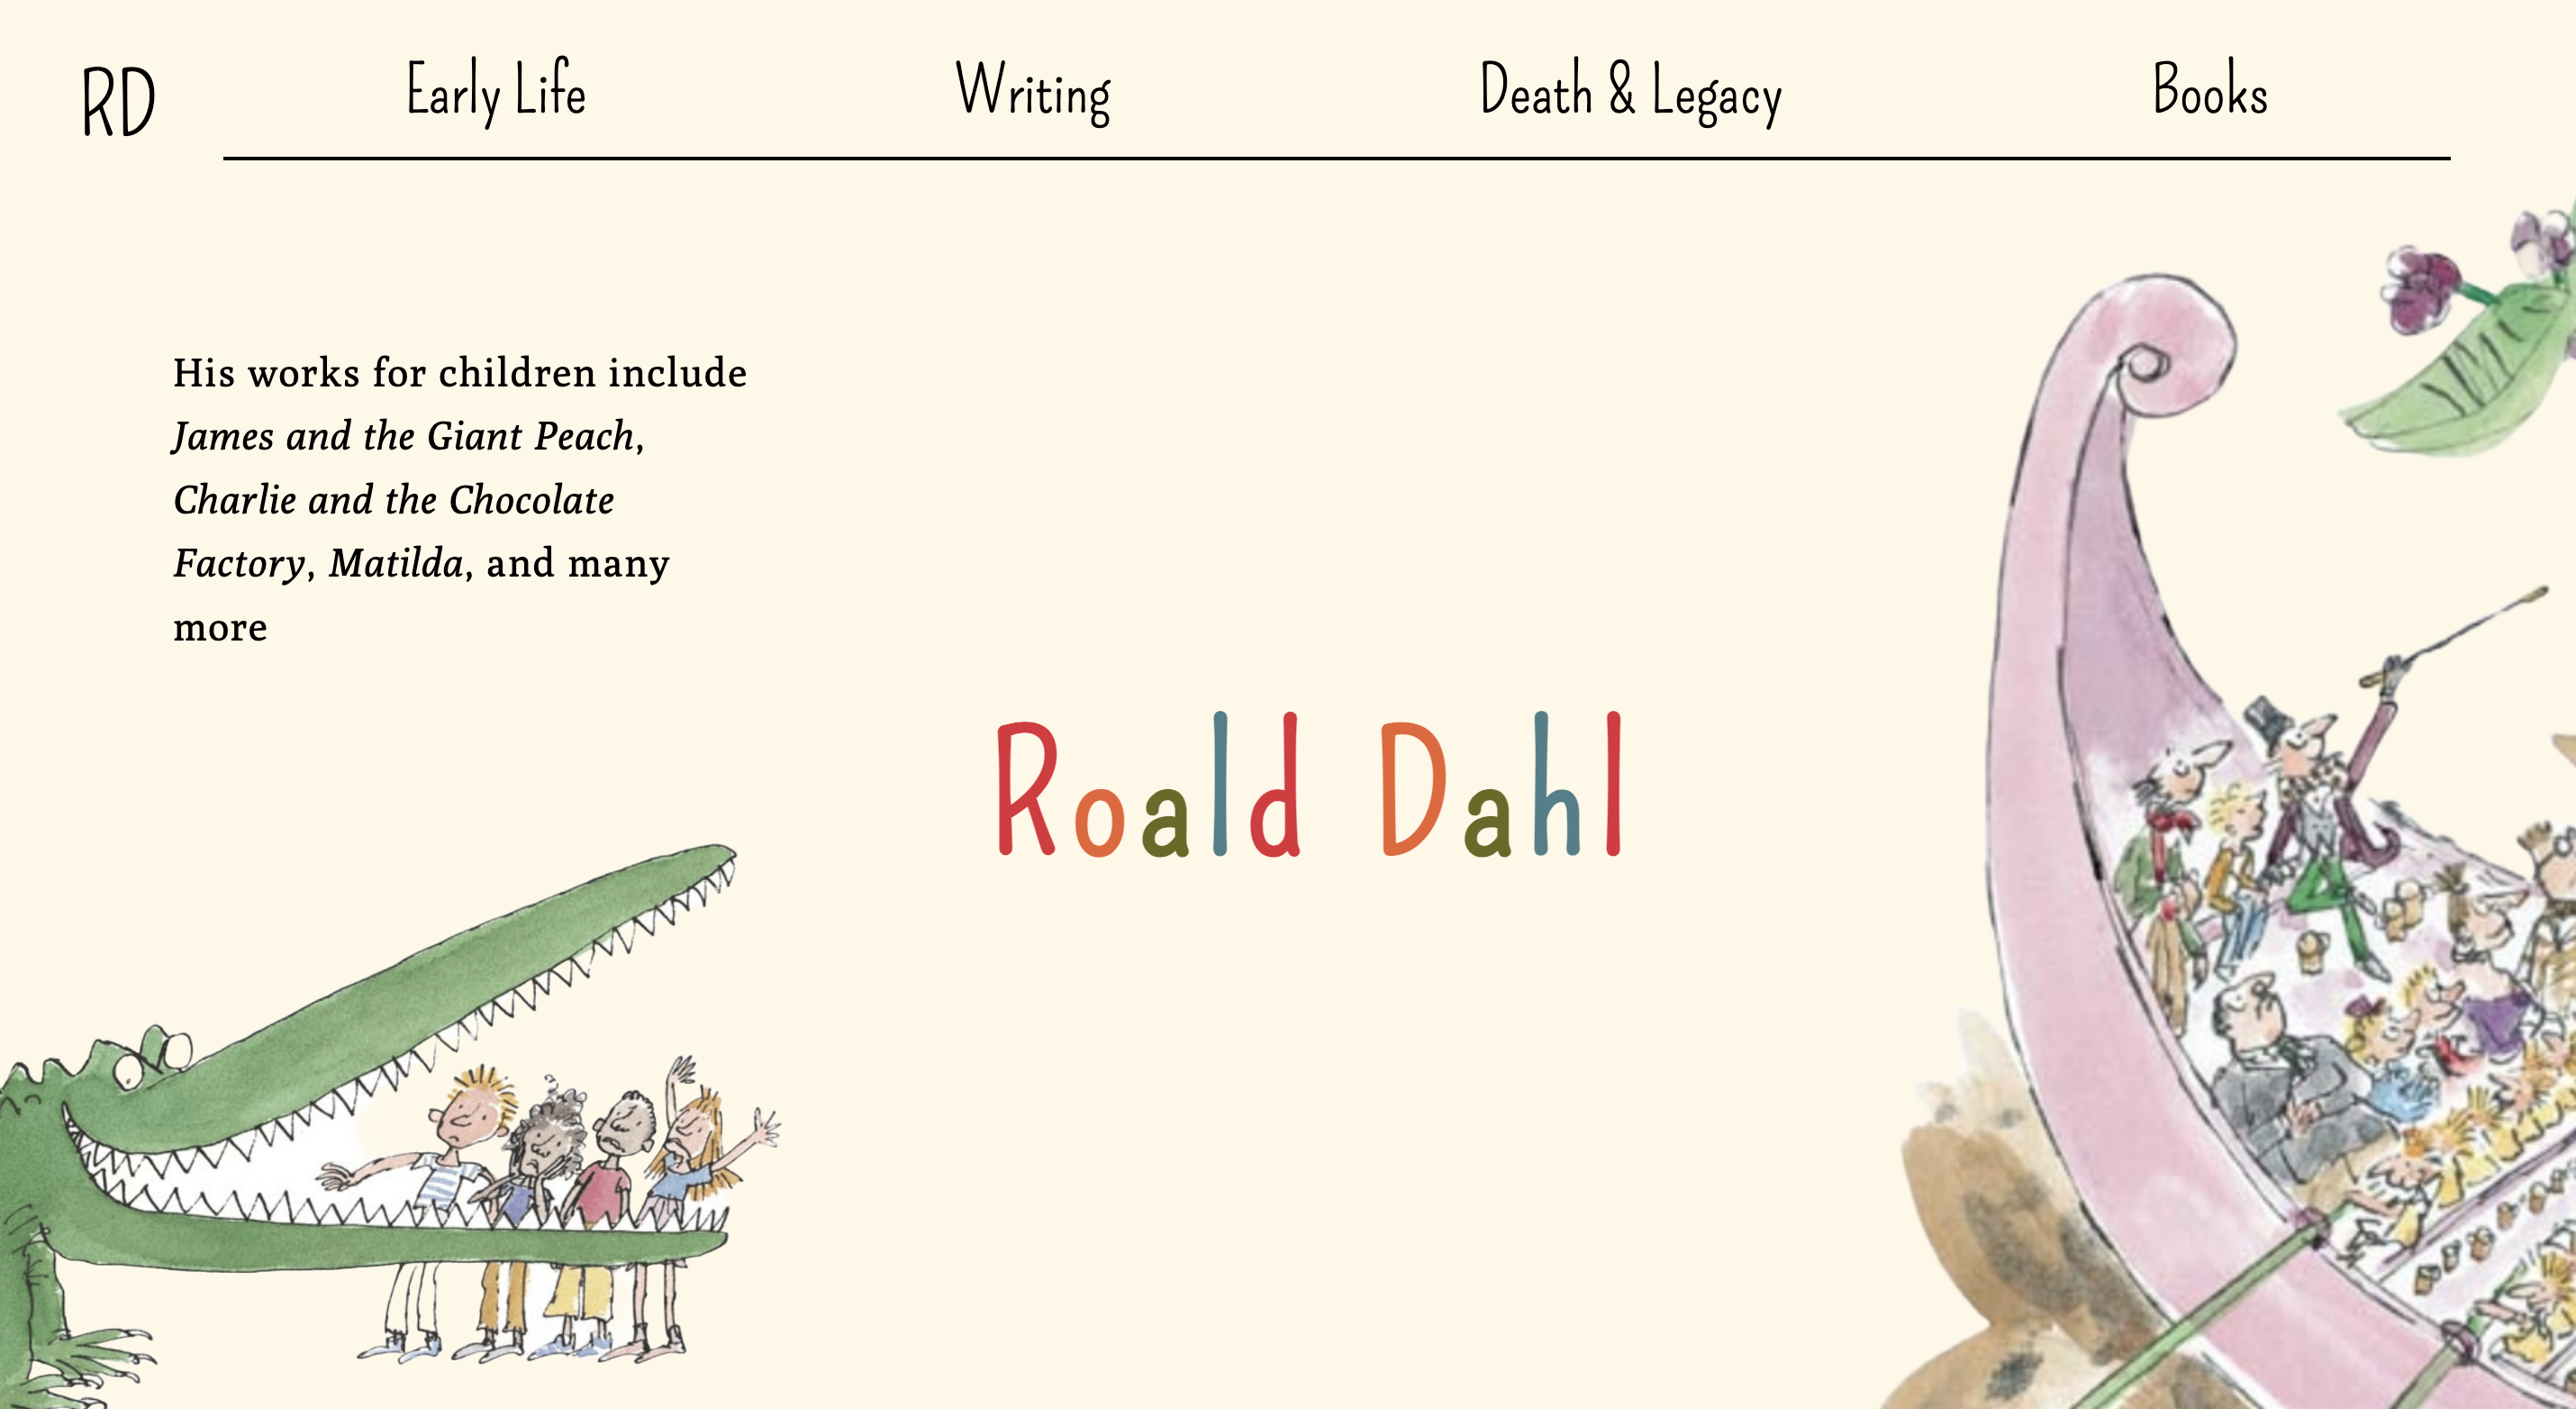 RD
Early Life
Writing
Death & Legacy
Books
His works for children include
James and the Giant Peach,
Charlie and the Chocolate
Factory, Matilda, and many
more
Roald Dahl